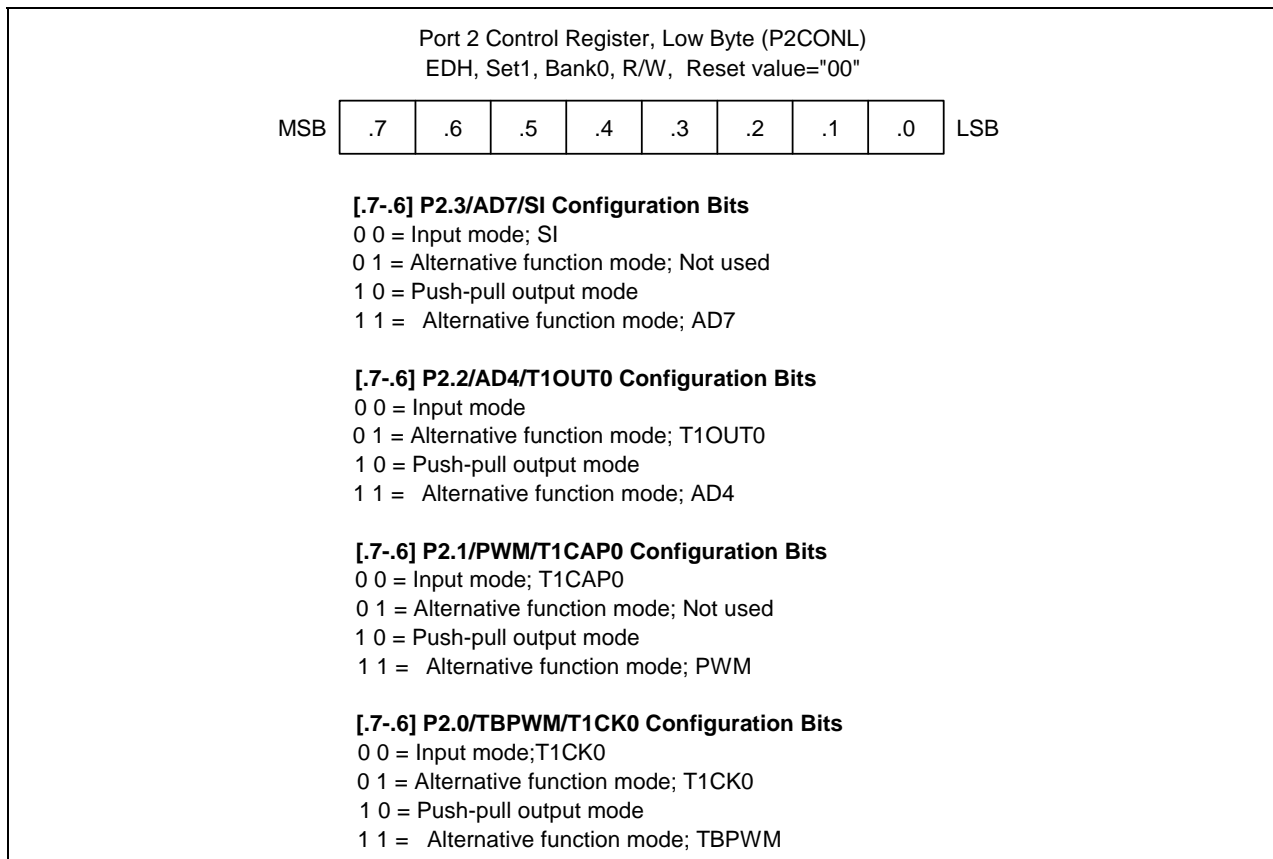 Port 2 Control Register, Low Byte (P2CONL)
EDH, Set1, Bank0, R/W, Reset value="00"
MSB .7 .6 .5 .4 .3 .2 .1 .0 LSB
[.7-.6] P2.3/AD7/SI Configuration Bits
0 0 = Input mode; SI
0 1 = Alternative function mode; Not used
1 0 = Push-pull output mode
1 1 = Alternative function mode; AD7
[.7-.6] P2.2/AD4/T1OUT0 Configuration Bits
0 0 = Input mode
0 1 = Alternative function mode; T1OUT0
1 0 = Push-pull output mode
1 1 = Alternative function mode; AD4
[.7-.6] P2.1/PWM/T1CAP0 Configuration Bits
0 0 = Input mode; T1CAP0
0 1 = Alternative function mode; Not used
1 0 = Push-pull output mode
1 1 = Alternative function mode; PWM
[.7-.6] P2.0/TBPWM/T1CK0 Configuration Bits
0 0 = Input mode;T1CK0
0 1 = Alternative function mode; T1CK0
1 0 = Push-pull output mode
1 1 = Alternative function mode; TBPWM